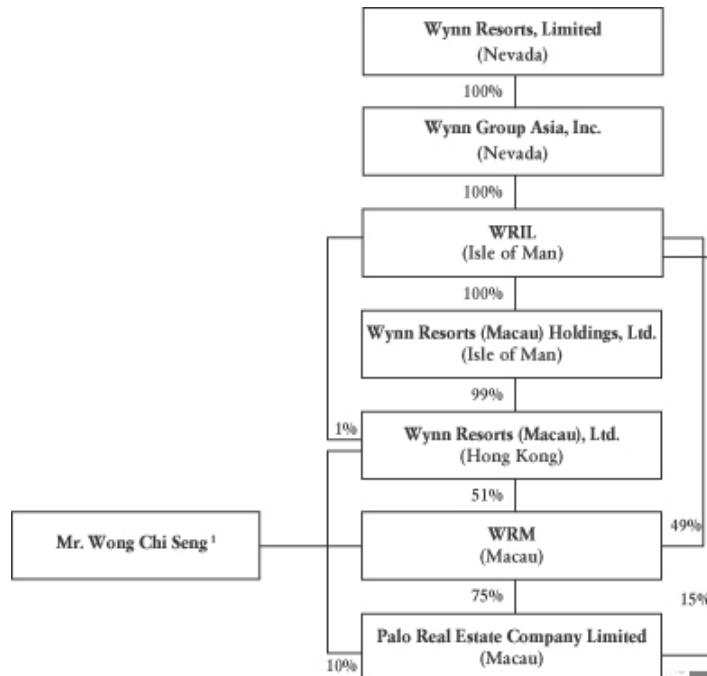 Wynn Resorts, Limited
(Nevada)
100%
Wynn Group Asia, Inc.
(Nevada)
100%
WRIL
(Isle of Man)
100%
Wynn Resorts (Macau) Holdings, Ltd.
(Isle of Man)
99%
1%
Wynn Resorts (Macau), Ltd.
(Hong Kong)
51%
Mr. Wong Chi Seng¹
WRM
(Macau)
49%
75%
15%
Palo Real Estate Company Limited
(Macau)
10%